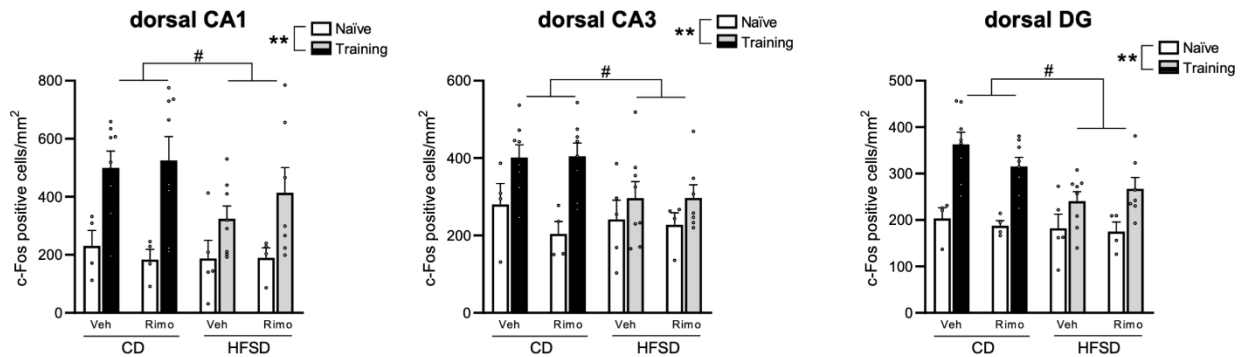 dorsal CA1
Naïve
Training
**
#
c-Fos positive cells/mm²
800
600
400
200
0
Veh Rimo Veh Rimo
CD HFSD
dorsal CA3
Naïve
Training
**
#
c-Fos positive cells/mm²
600
400
200
0
Veh Rimo Veh Rimo
CD HFSD
dorsal DG
Naïve
Training
**
#
c-Fos positive cells/mm²
500
400
300
200
100
0
Veh Rimo Veh Rimo
CD HFSD